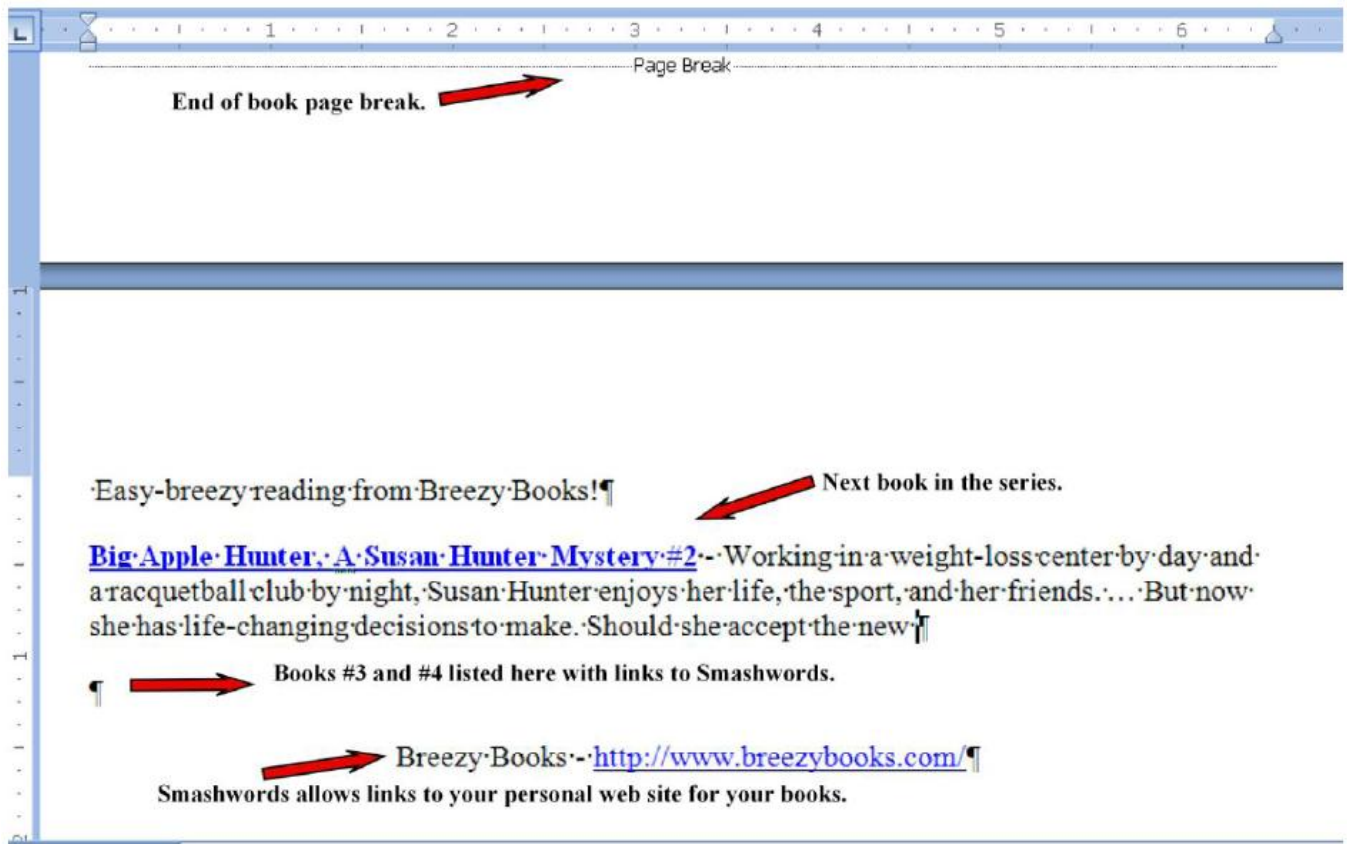 1 2 3 4 5 6
Page Break
End of book page break.
·Easy-breezy·reading·from·Breezy·Books!¶
Next book in the series.
Big·Apple·Hunter,·A·Susan·Hunter·Mystery·#2·-·Working·in·a·weight-loss·center·by·day·and·
a·racquetball·club·by·night,·Susan·Hunter·enjoys·her·life,·the·sport,·and·her·friends.·…·But·now·
she·has·life-changing·decisions·to·make.·Should·she·accept·the·new·¶
Books #3 and #4 listed here with links to Smashwords.
¶
Breezy·Books·-·http://www.breezybooks.com/¶
Smashwords allows links to your personal web site for your books.